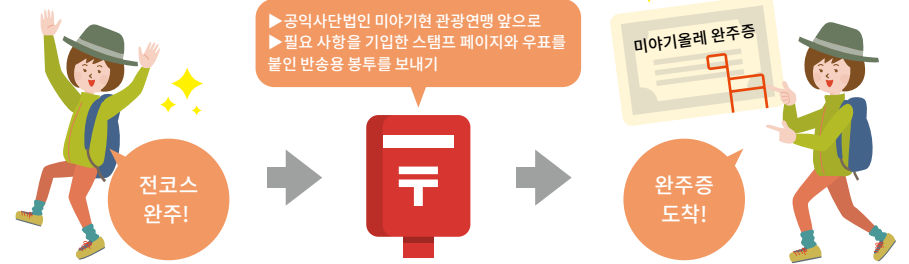 ▶공익사단법인 미야기현 관광연맹 앞으로
▶필요 사항을 기입한 스탬프 페이지와 우표를
붙인 반송용 봉투를 보내기
미야기올레 완주증
전코스
완주!
완주증
도착!